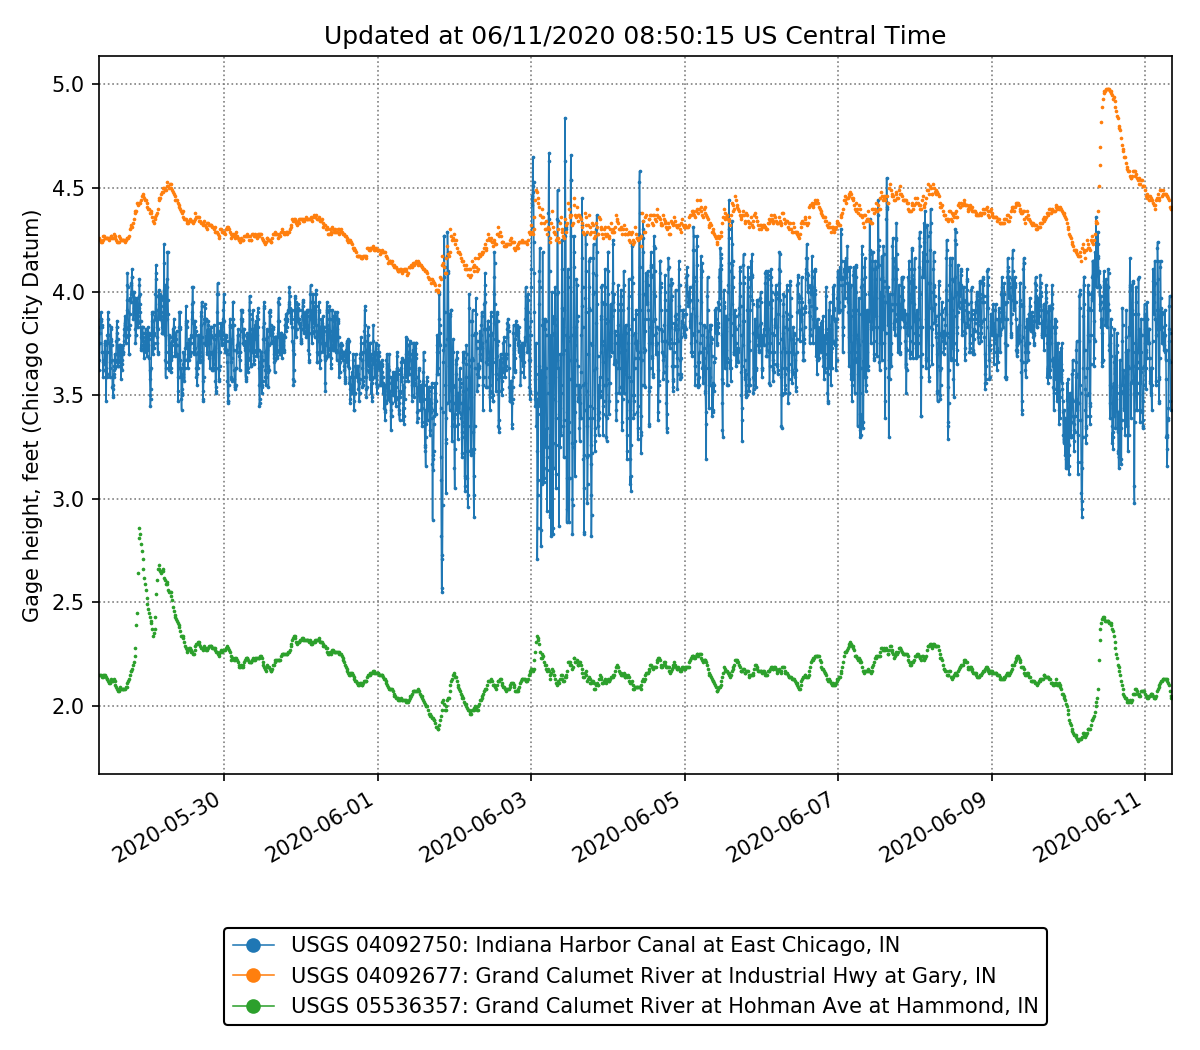 Updated at 06/11/2020 08:50:15 US Central Time
Gage height, feet (Chicago City Datum)
5.0
4.5
4.0
3.5
3.0
2.5
2.0
2020-05-30
2020-06-01
2020-06-03
2020-06-05
2020-06-07
2020-06-09
2020-06-11
USGS 04092750: Indiana Harbor Canal at East Chicago, IN
USGS 04092677: Grand Calumet River at Industrial Hwy at Gary, IN
USGS 05536357: Grand Calumet River at Hohman Ave at Hammond, IN